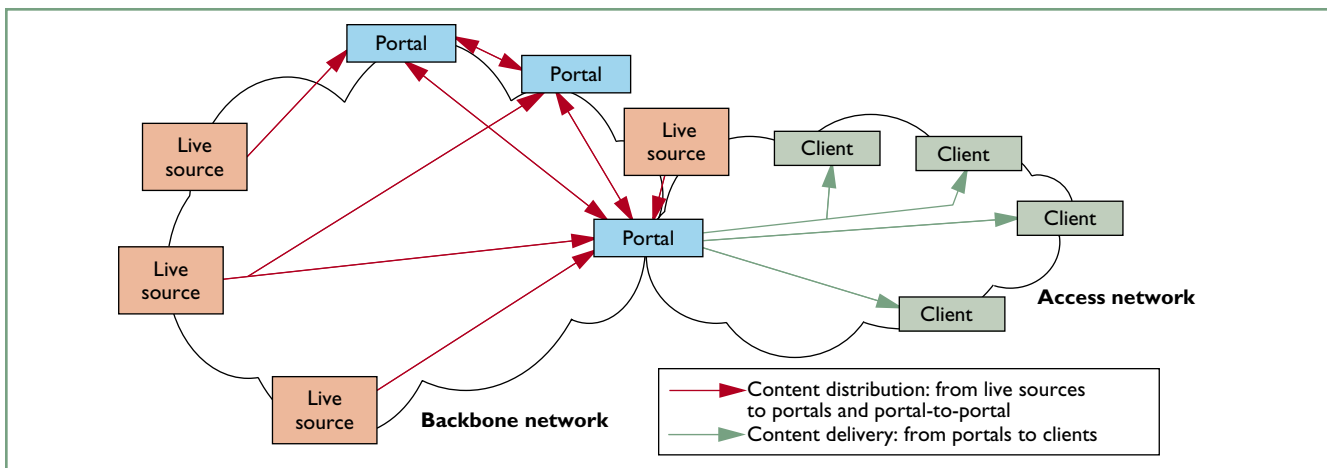 Portal
Portal
Live
source
Live
source
Client
Client
Client
Live
source
Portal
Client
Access network
Live
source
Backbone network
Content distribution: from live sources
to portals and portal-to-portal
Content delivery: from portals to clients